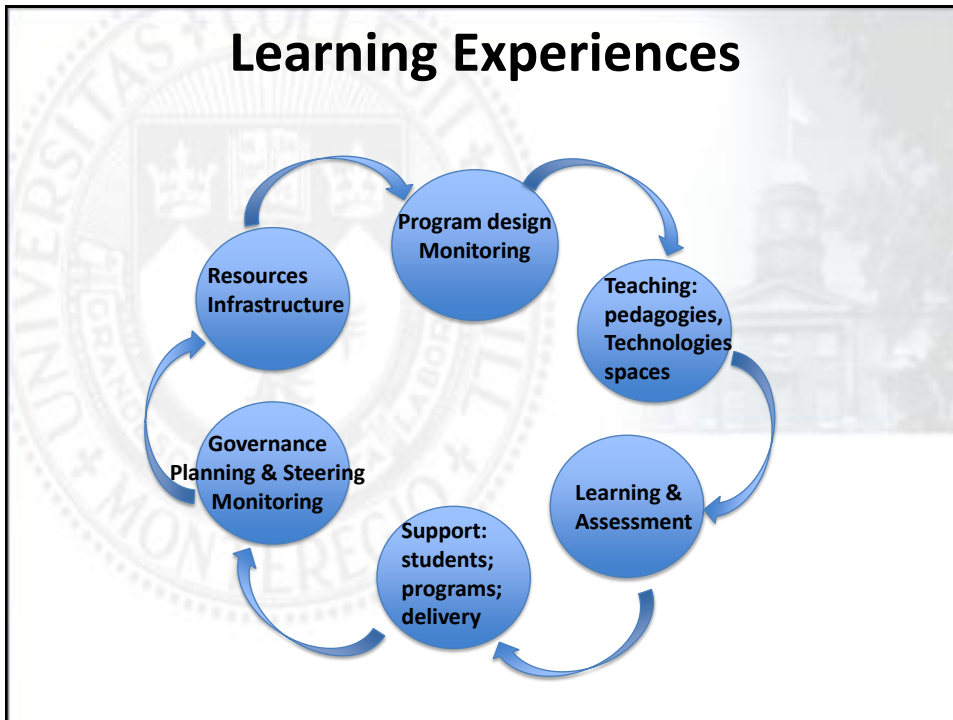 Learning Experiences
Program design
Monitoring
Teaching:
pedagogies,
Technologies
spaces
Learning &
Assessment
Support:
students;
programs;
delivery
Governance
Planning & Steering
Monitoring
Resources
Infrastructure